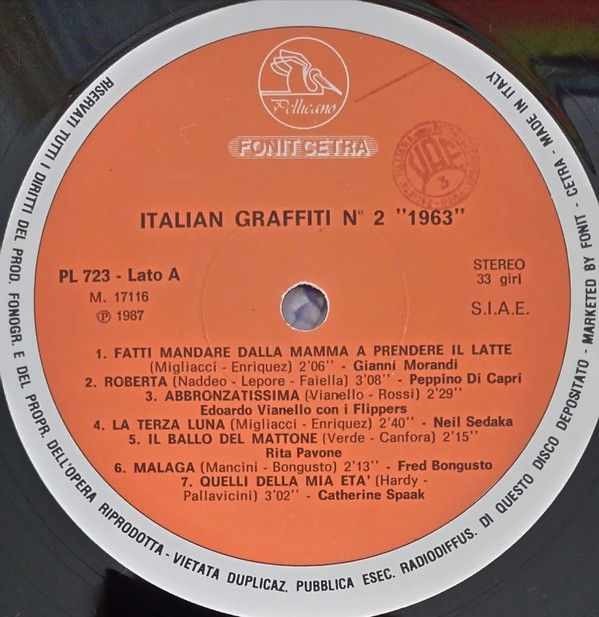 Pellicano
FONIT CETRA
ITALIAN GRAFFITI Nº 2 "1963"
PL 723 - Lato A
M. 17116
Ⓟ 1987
STEREO
33 giri
S.I.A.E.
3
1. FATTI MANDARE DALLA MAMMA A PRENDERE IL LATTE
(Migliacci - Enriquez) 2'06" - Gianni Morandi
2. ROBERTA (Naddeo - Lepore - Faiella) 3'08" - Peppino Di Capri
3. ABBRONZATISSIMA (Vianello - Rossi) 2'29"
Edoardo Vianello con i Flippers
4. LA TERZA LUNA (Migliacci - Enriquez) 2'40" - Neil Sedaka
5. IL BALLO DEL MATTONE (Verde - Canfora) 2'15"
Rita Pavone
6. MALAGA (Mancini - Bongusto) 2'13" - Fred Bongusto
7. QUELLI DELLA MIA ETA' (Hardy -
Pallavicini) 3'02" - Catherine Spaak
RISERVATI TUTTI I DIRITTI DEL PROD. FONOGR. E DEL PROPR. DELL'OPERA RIPRODOTTA - VIETATA DUPLICAZ. PUBBLICA ESEC. RADIODIFFUS. DI QUESTO DISCO DEPOSITATO - MARKETED BY FONIT - CETRA - MADE IN ITALY